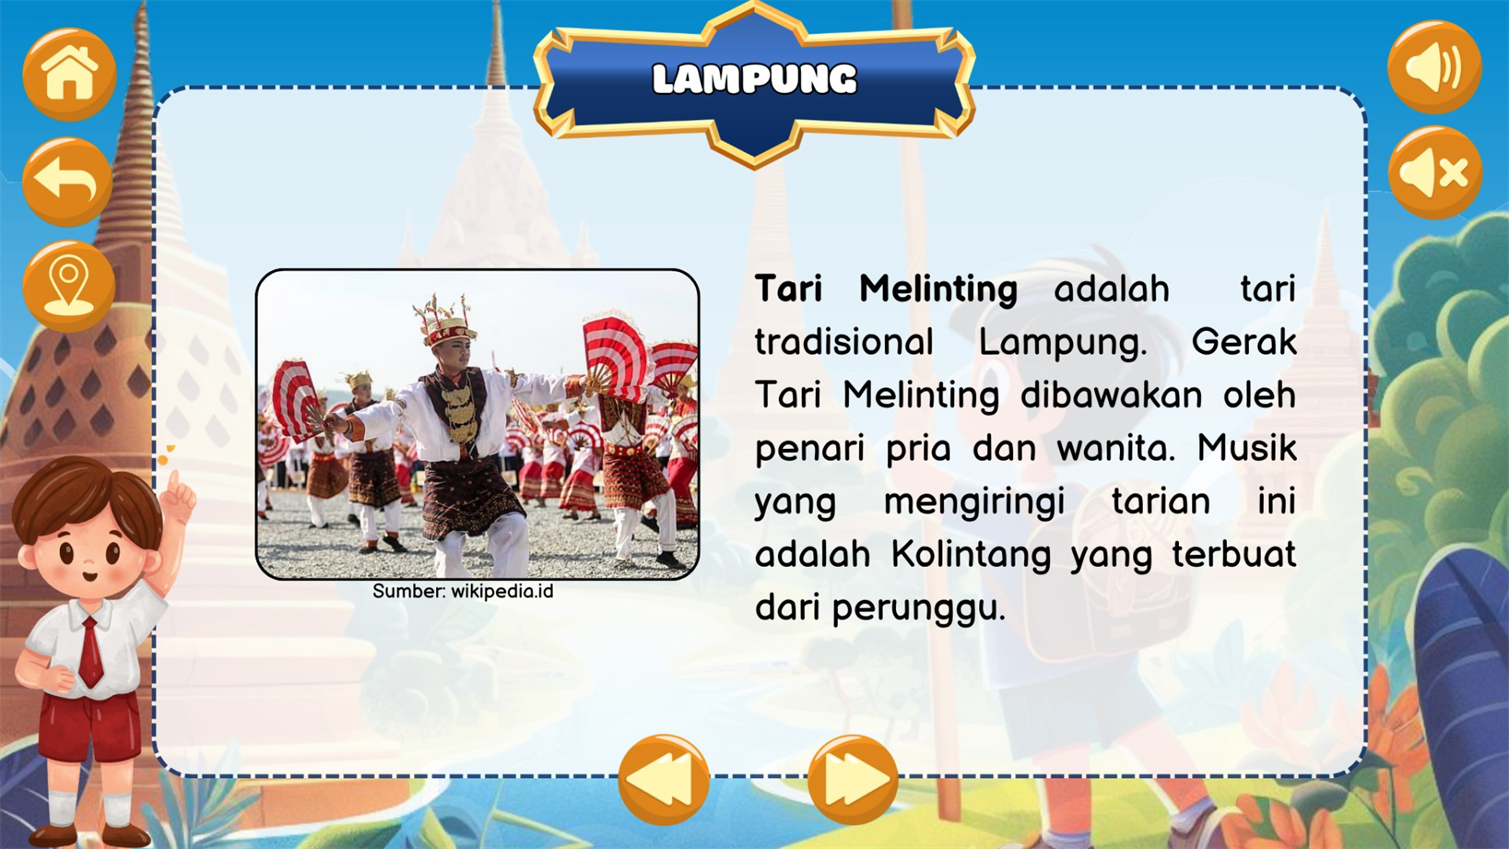 LAMPUNG
Tari Melinting adalah tari
tradisional Lampung. Gerak
Tari Melinting dibawakan oleh
penari pria dan wanita. Musik
yang mengiringi tarian ini
adalah Kolintang yang terbuat
dari perunggu.
Sumber: wikipedia.id